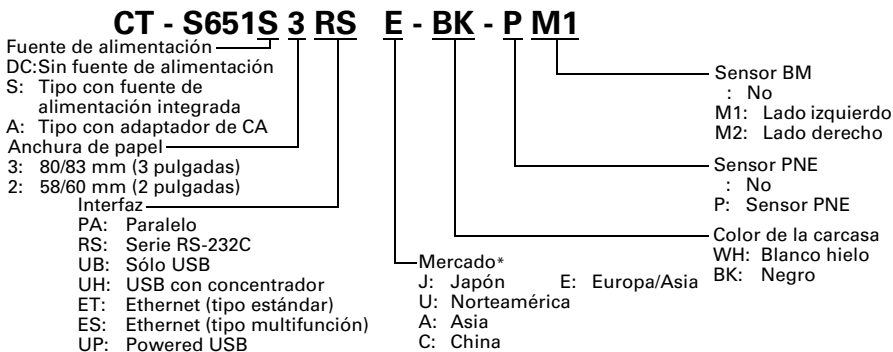 CT - S651S 3 RS E - BK - P M1
Fuente de alimentación
DC:Sin fuente de alimentación
S: Tipo con fuente de
alimentación integrada
A: Tipo con adaptador de CA
Anchura de papel
3: 80/83 mm (3 pulgadas)
2: 58/60 mm (2 pulgadas)
Interfaz
PA: Paralelo
RS: Serie RS-232C
UB: Sólo USB
UH: USB con concentrador
ET: Ethernet (tipo estándar)
ES: Ethernet (tipo multifunción)
UP: Powered USB
Mercado*
J: Japón E: Europa/Asia
U: Norteamérica
A: Asia
C: China
Sensor BM
: No
M1: Lado izquierdo
M2: Lado derecho
Sensor PNE
: No
P: Sensor PNE
Color de la carcasa
WH: Blanco hielo
BK: Negro